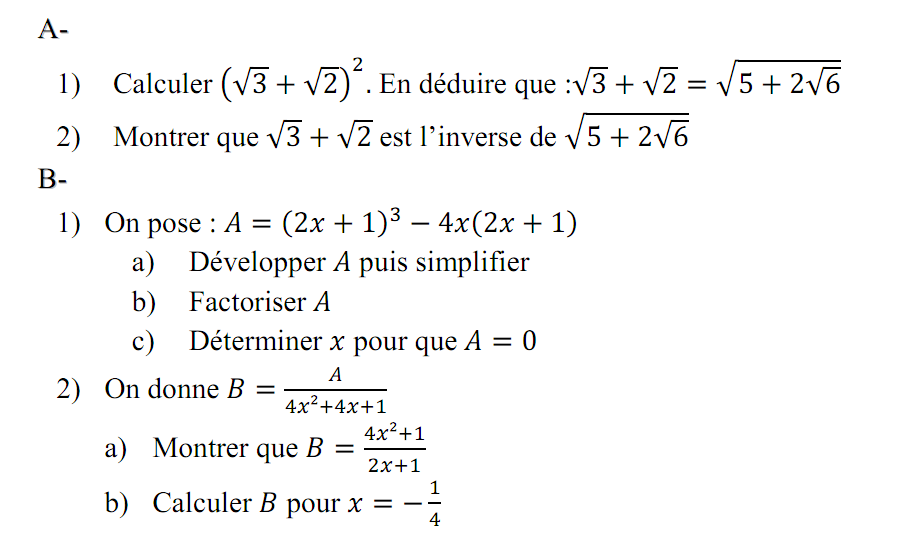 A-
1) Calculer (√3 + √2)². En déduire que :√3 + √2 = √(5 + 2√6)
2) Montrer que √3 + √2 est l’inverse de √(5 + 2√6)
B-
1) On pose : A = (2x + 1)³ − 4x(2x + 1)
a) Développer A puis simplifier
b) Factoriser A
c) Déterminer x pour que A = 0
2) On donne B = A/(4x²+4x+1)
a) Montrer que B = (4x²+1)/(2x+1)
b) Calculer B pour x = −1/4